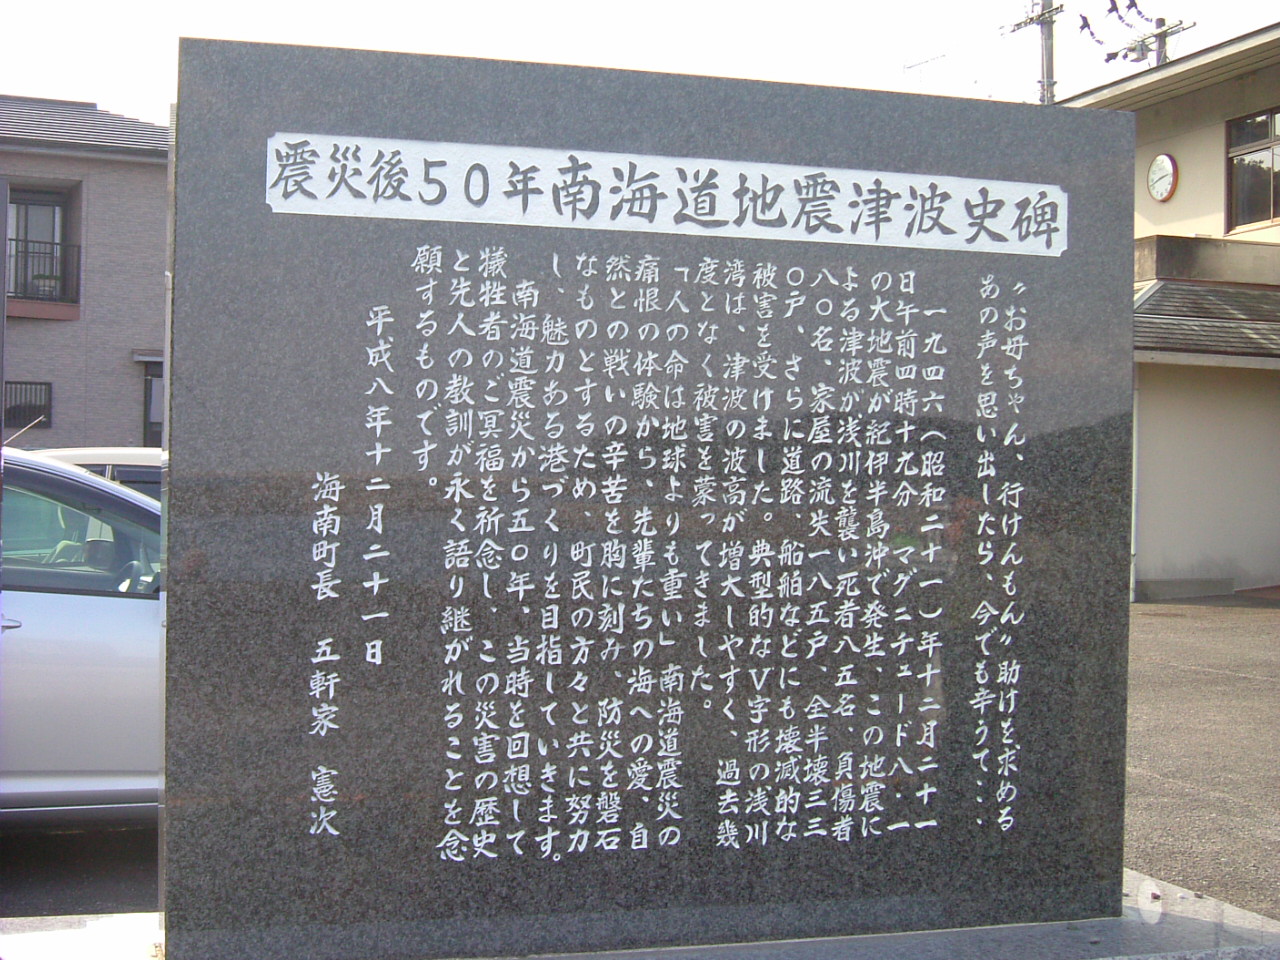 震災後50年南海道地震津波史碑
〃お母ちゃん、行けんもん〃助けを求める
あの声を思い出したら、今でも辛うて・・・
一九四六(昭和二十一)年十二月二十一
日午前四時十九分 マグニチュード八・一
の大地震が紀伊半島沖で発生、この地震に
よる津波が浅川を襲い死者八五名、負傷者
八〇名、家屋の流失一八五戸、全半壊三三
〇戸、さらに道路、船舶などにも壊滅的な
被害を受けました。典型的なV字形の浅川
湾は、津波の波高が増大しやすく、過去幾
度となく被害を蒙ってきました。
「人の命は地球よりも重い」南海道震災の
痛恨の体験から、先輩たちの海への愛、自
然との戦いの辛苦を胸に刻み、防災を磐石
なものとするため、町民の方々と共に努力
し、魅力ある港づくりを目指していきます。
南海道震災から五〇年、当時を回想して
犠牲者のご冥福を祈念し、この災害の歴史
と先人の教訓が永く語り継がれることを念
願するものです。
平成八年十二月二十一日
海南町長 五軒家 憲次